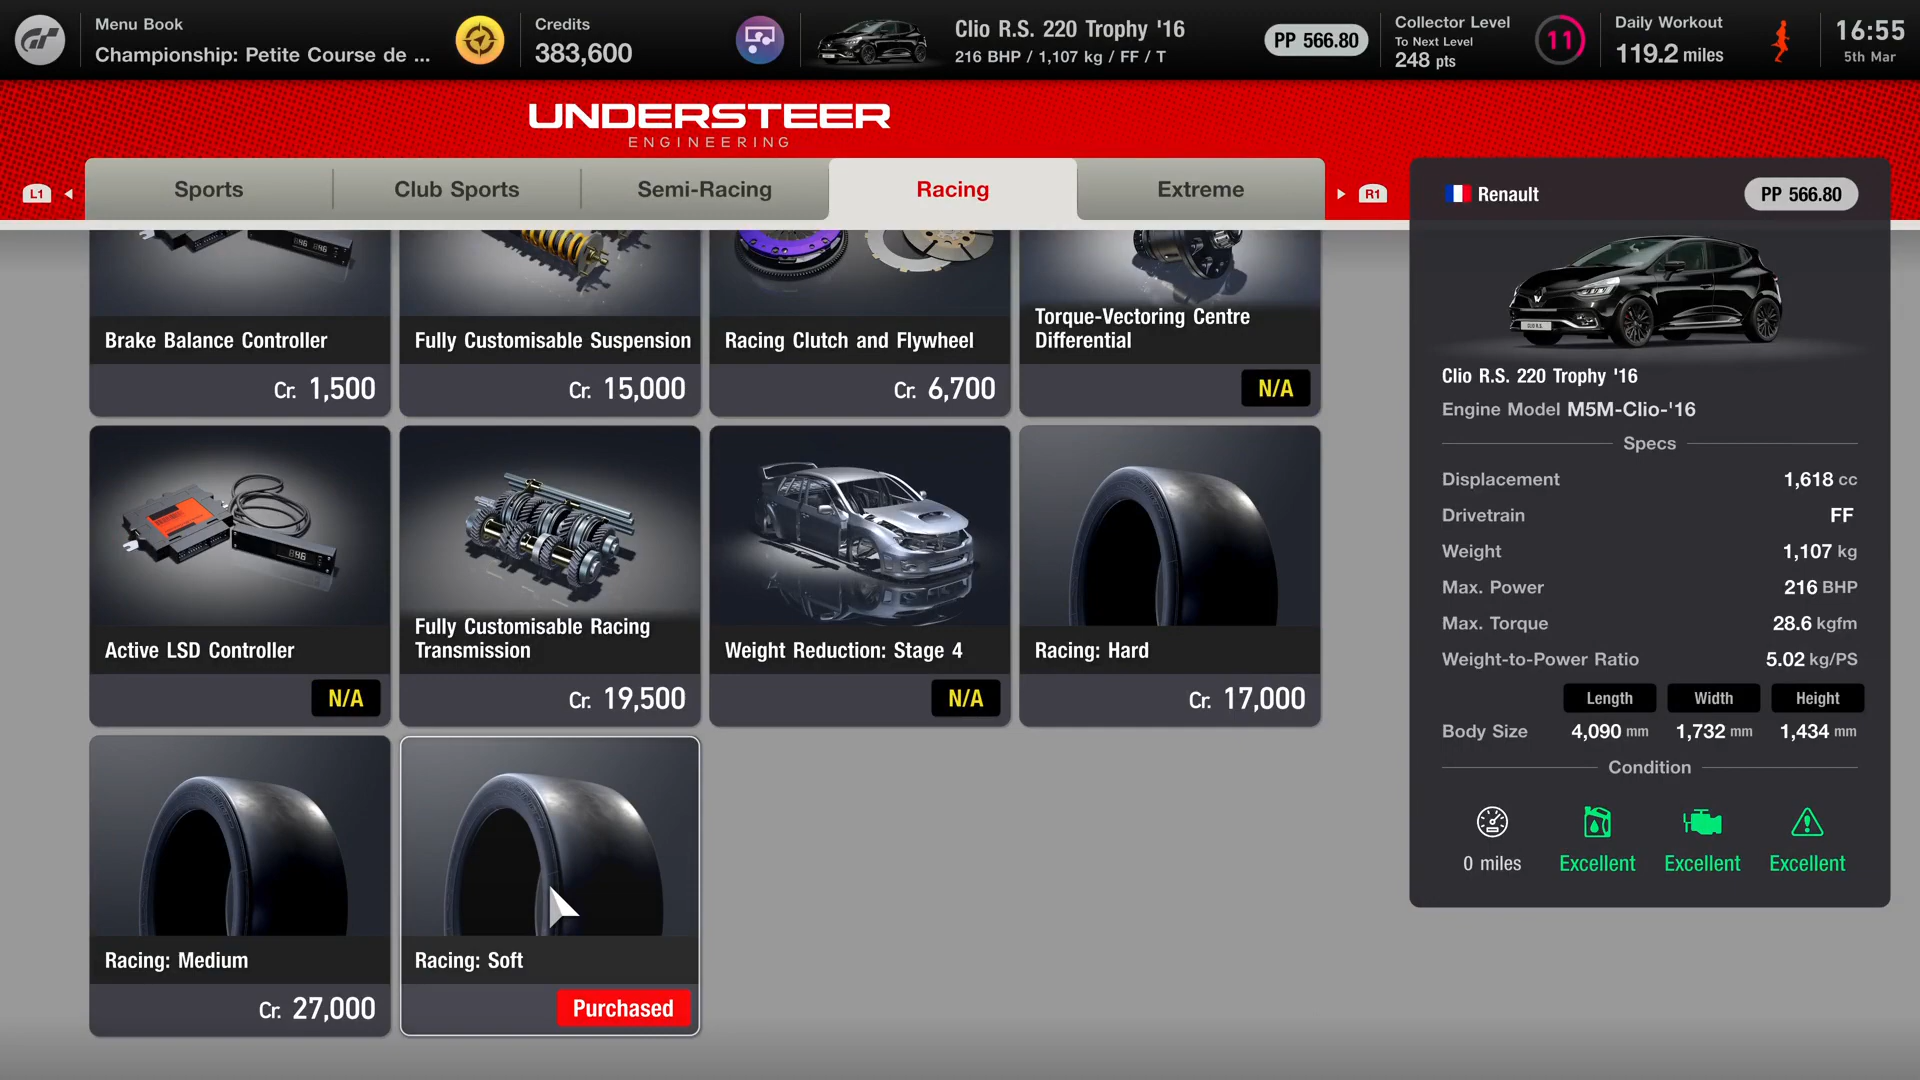 Menu Book
Championship: Petite Course de ...
Credits
383,600
Clio R.S. 220 Trophy '16
216 BHP / 1,107 kg / FF / T
PP 566.80
Collector Level
To Next Level
248 pts
11
Daily Workout
119.2 miles
16:55
5th Mar
UNDERSTEER
ENGINEERING
L1
Sports
Club Sports
Semi-Racing
Racing
Extreme
R1
Brake Balance Controller
Cr. 1,500
Fully Customisable Suspension
Cr. 15,000
Racing Clutch and Flywheel
Cr. 6,700
Torque-Vectoring Centre
Differential
N/A
Active LSD Controller
N/A
Fully Customisable Racing
Transmission
Cr. 19,500
Weight Reduction: Stage 4
N/A
Racing: Hard
Cr. 17,000
Racing: Medium
Cr. 27,000
Racing: Soft
Purchased
Renault
PP 566.80
Clio R.S. 220 Trophy '16
Engine Model M5M-Clio-'16
Specs
Displacement 1,618 cc
Drivetrain FF
Weight 1,107 kg
Max. Power 216 BHP
Max. Torque 28.6 kgfm
Weight-to-Power Ratio 5.02 kg/PS
Length Width Height
Body Size 4,090 mm 1,732 mm 1,434 mm
Condition
0 miles Excellent Excellent Excellent